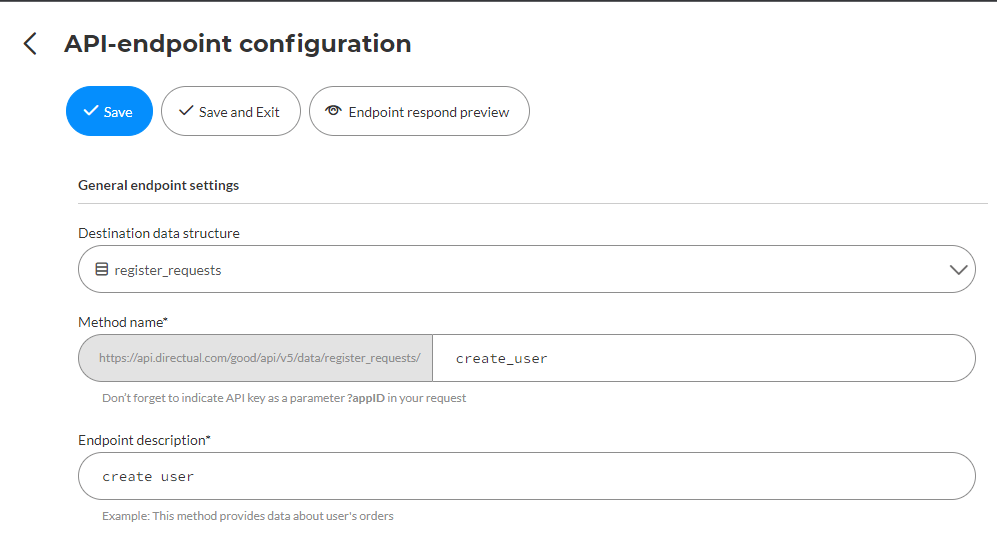 API-endpoint configuration
Save
Save and Exit
Endpoint respond preview
General endpoint settings
Destination data structure
register_requests
Method name*
https://api.directual.com/good/api/v5/data/register_requests/
create_user
Don't forget to indicate API key as a parameter ?appID in your request
Endpoint description*
create user
Example: This method provides data about user's orders